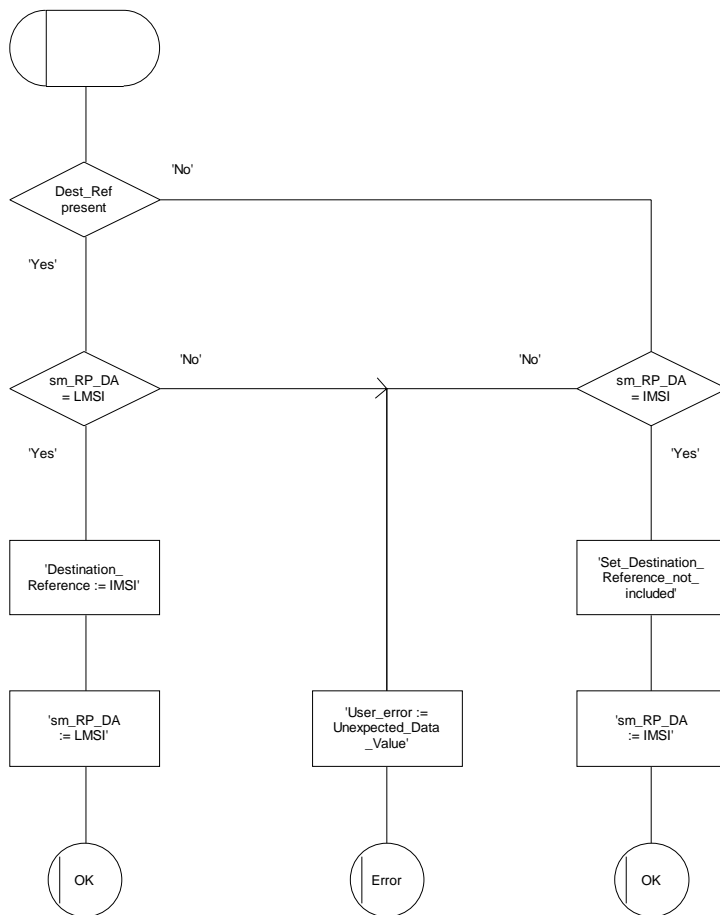 'No'
Dest_Ref
present
'Yes'
'No'
'No'
sm_RP_DA
= LMSI
sm_RP_DA
= IMSI
'Yes'
'Yes'
'Destination_
Reference := IMSI'
'Set_Destination_
Reference_not_
included'
'sm_RP_DA
:= LMSI'
'User_error :=
Unexpected_Data
_Value'
'sm_RP_DA
:= IMSI'
OK
Error
OK